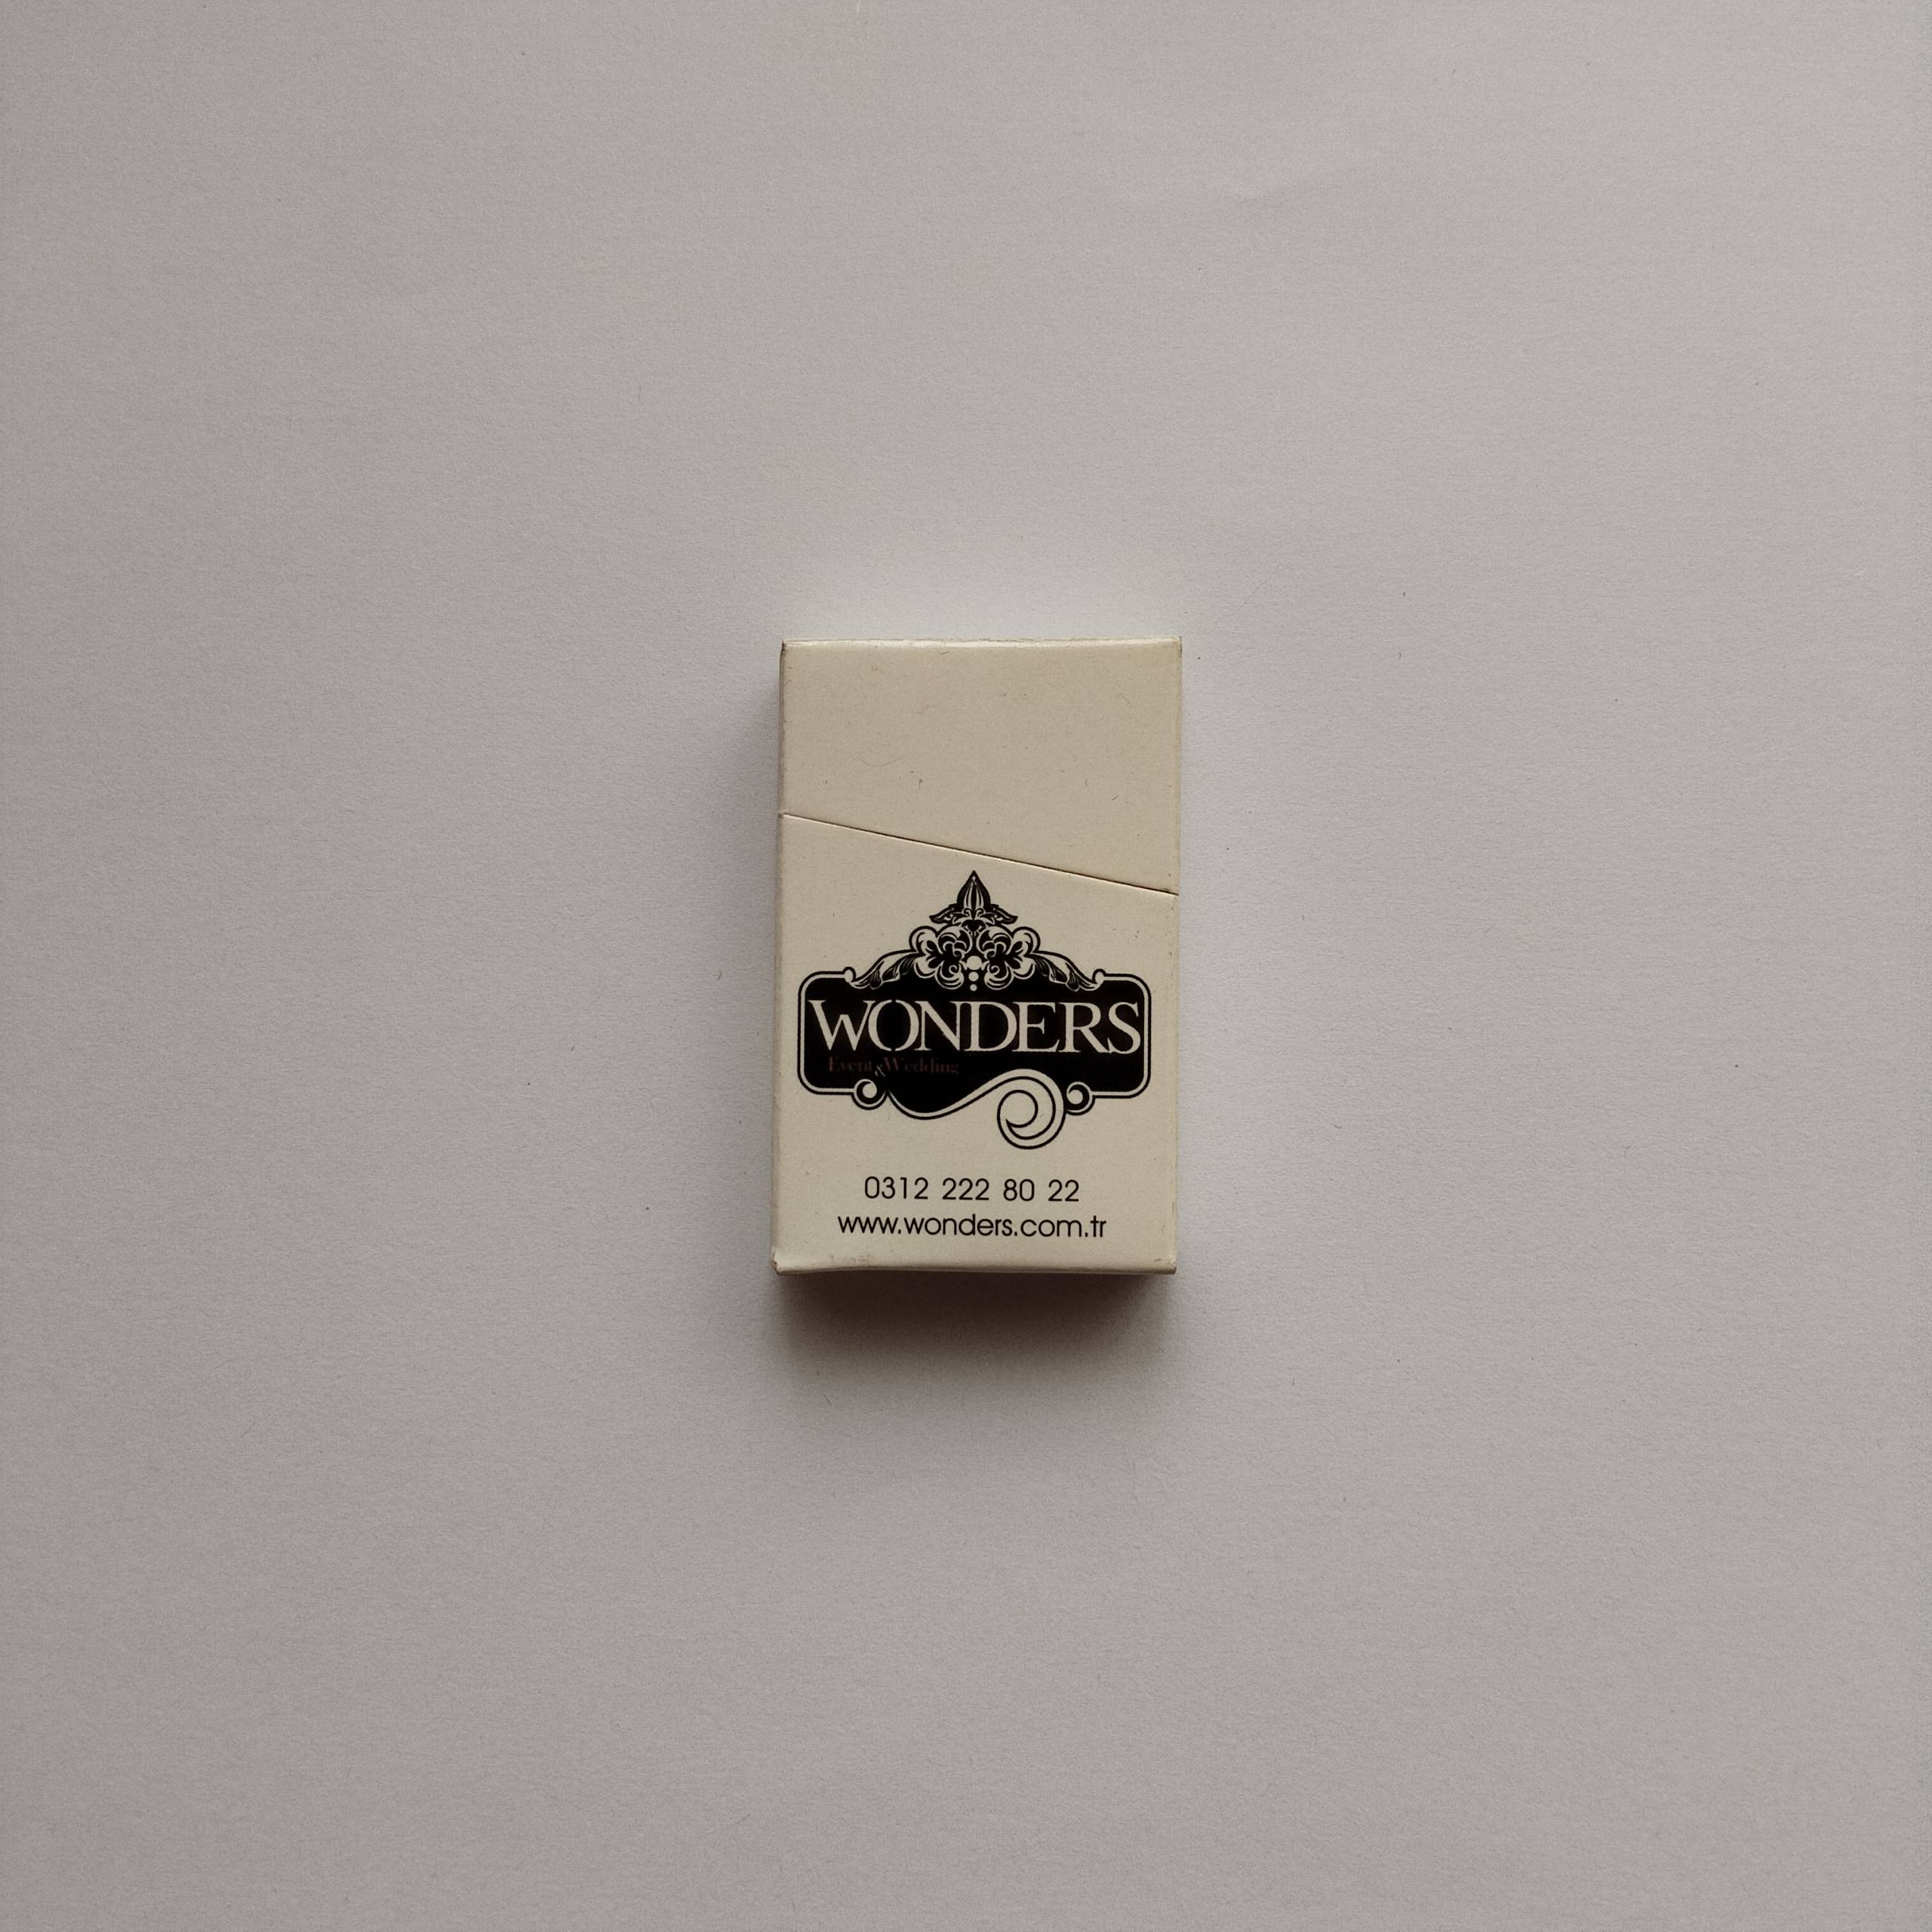 WONDERS
Event & Wedding
0312 222 80 22
www.wonders.com.tr